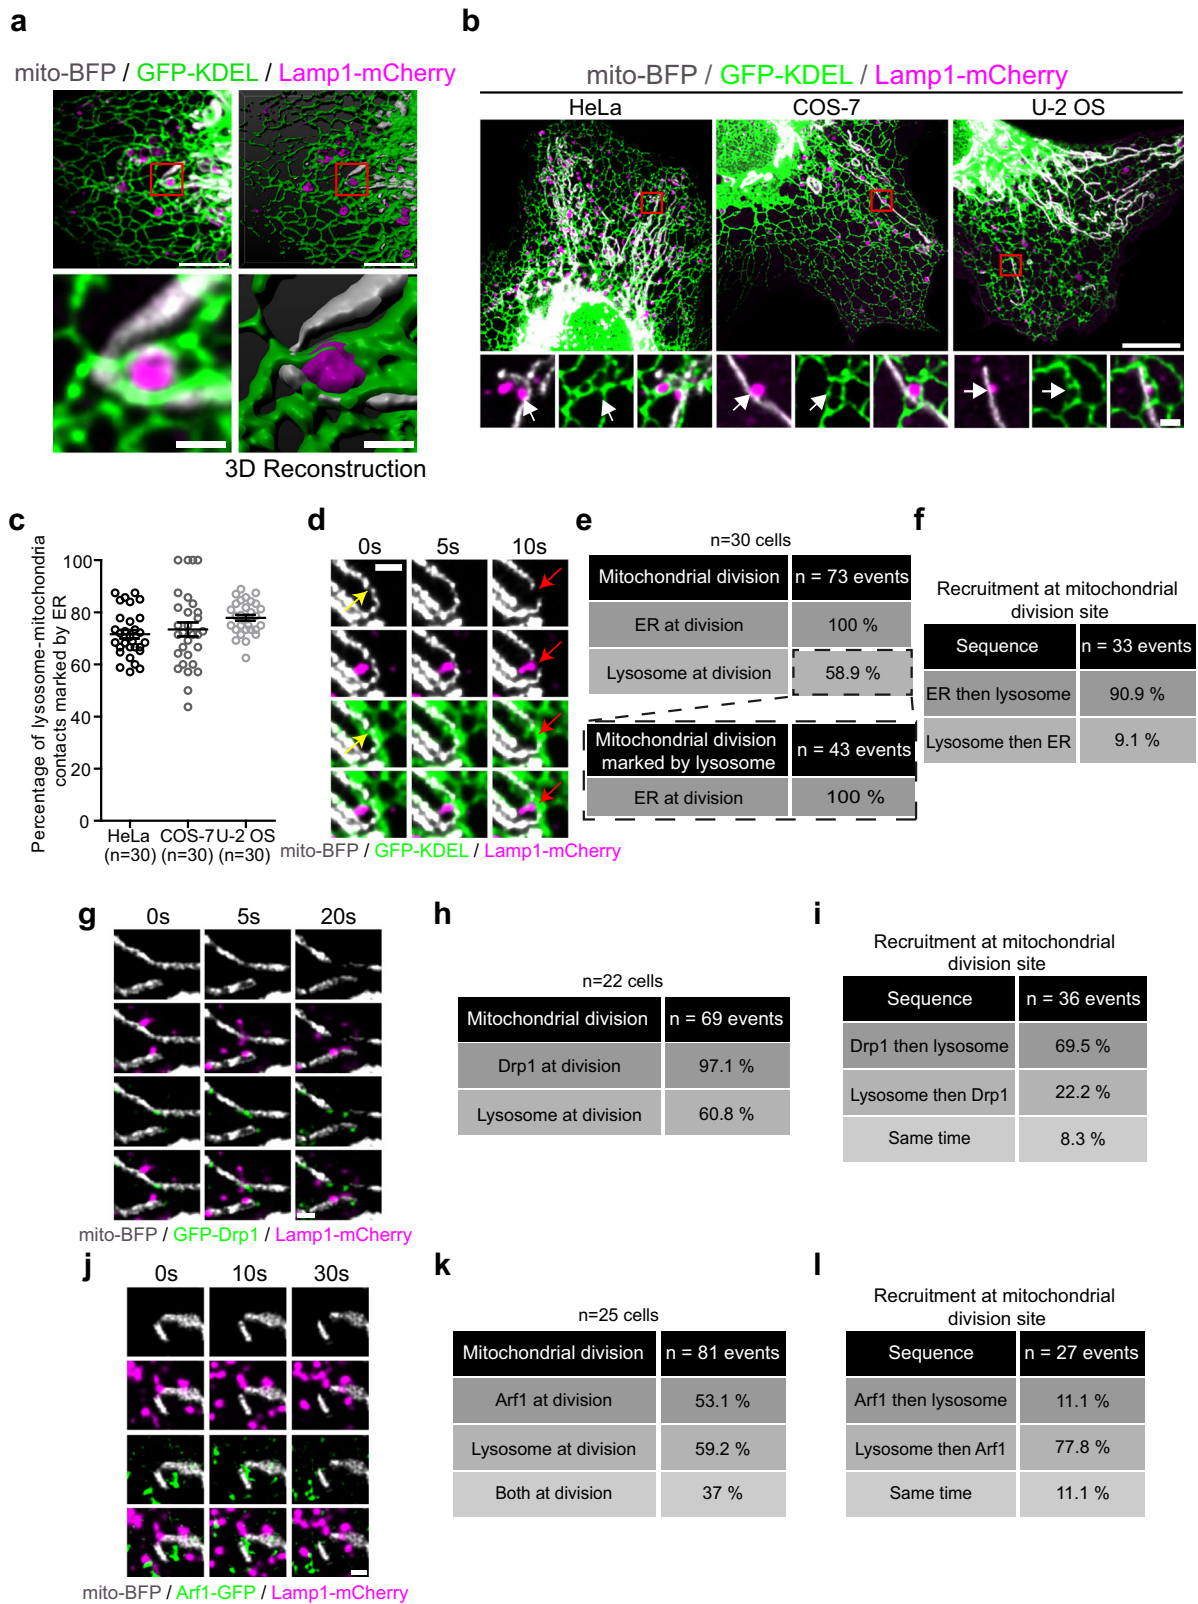 a
mito-BFP / GFP-KDEL / Lamp1-mCherry
3D Reconstruction
b
mito-BFP / GFP-KDEL / Lamp1-mCherry
HeLa COS-7 U-2 OS
c
Percentage of lysosome-mitochondria
contacts marked by ER
100
80
60
40
20
0
HeLa COS-7 U-2 OS
(n=30) (n=30) (n=30)
d
0s 5s 10s
mito-BFP / GFP-KDEL / Lamp1-mCherry
e
n=30 cells
Mitochondrial division n = 73 events
ER at division 100 %
Lysosome at division 58.9 %
Mitochondrial division
marked by lysosome
n = 43 events
ER at division 100 %
f
Recruitment at mitochondrial
division site
Sequence n = 33 events
ER then lysosome 90.9 %
Lysosome then ER 9.1 %
g
0s 5s 20s
mito-BFP / GFP-Drp1 / Lamp1-mCherry
h
n=22 cells
Mitochondrial division n = 69 events
Drp1 at division 97.1 %
Lysosome at division 60.8 %
i
Recruitment at mitochondrial
division site
Sequence n = 36 events
Drp1 then lysosome 69.5 %
Lysosome then Drp1 22.2 %
Same time 8.3 %
j
0s 10s 30s
mito-BFP / Arf1-GFP / Lamp1-mCherry
k
n=25 cells
Mitochondrial division n = 81 events
Arf1 at division 53.1 %
Lysosome at division 59.2 %
Both at division 37 %
l
Recruitment at mitochondrial
division site
Sequence n = 27 events
Arf1 then lysosome 11.1 %
Lysosome then Arf1 77.8 %
Same time 11.1 %